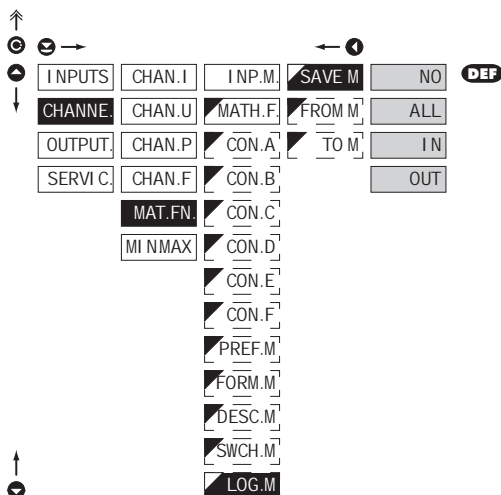 INPUTS CHAN.I INP.M. SAVE M NO DEF
CHANNE. CHAN.U MATH.F. FROM M ALL
OUTPUT. CHAN.P CON.A TO M IN
SERVIC. CHAN.F CON.B OUT
MAT.FN. CON.C
MINMAX CON.D
CON.E
CON.F
PREF.M
FORM.M
DESC.M
SWCH.M
LOG.M